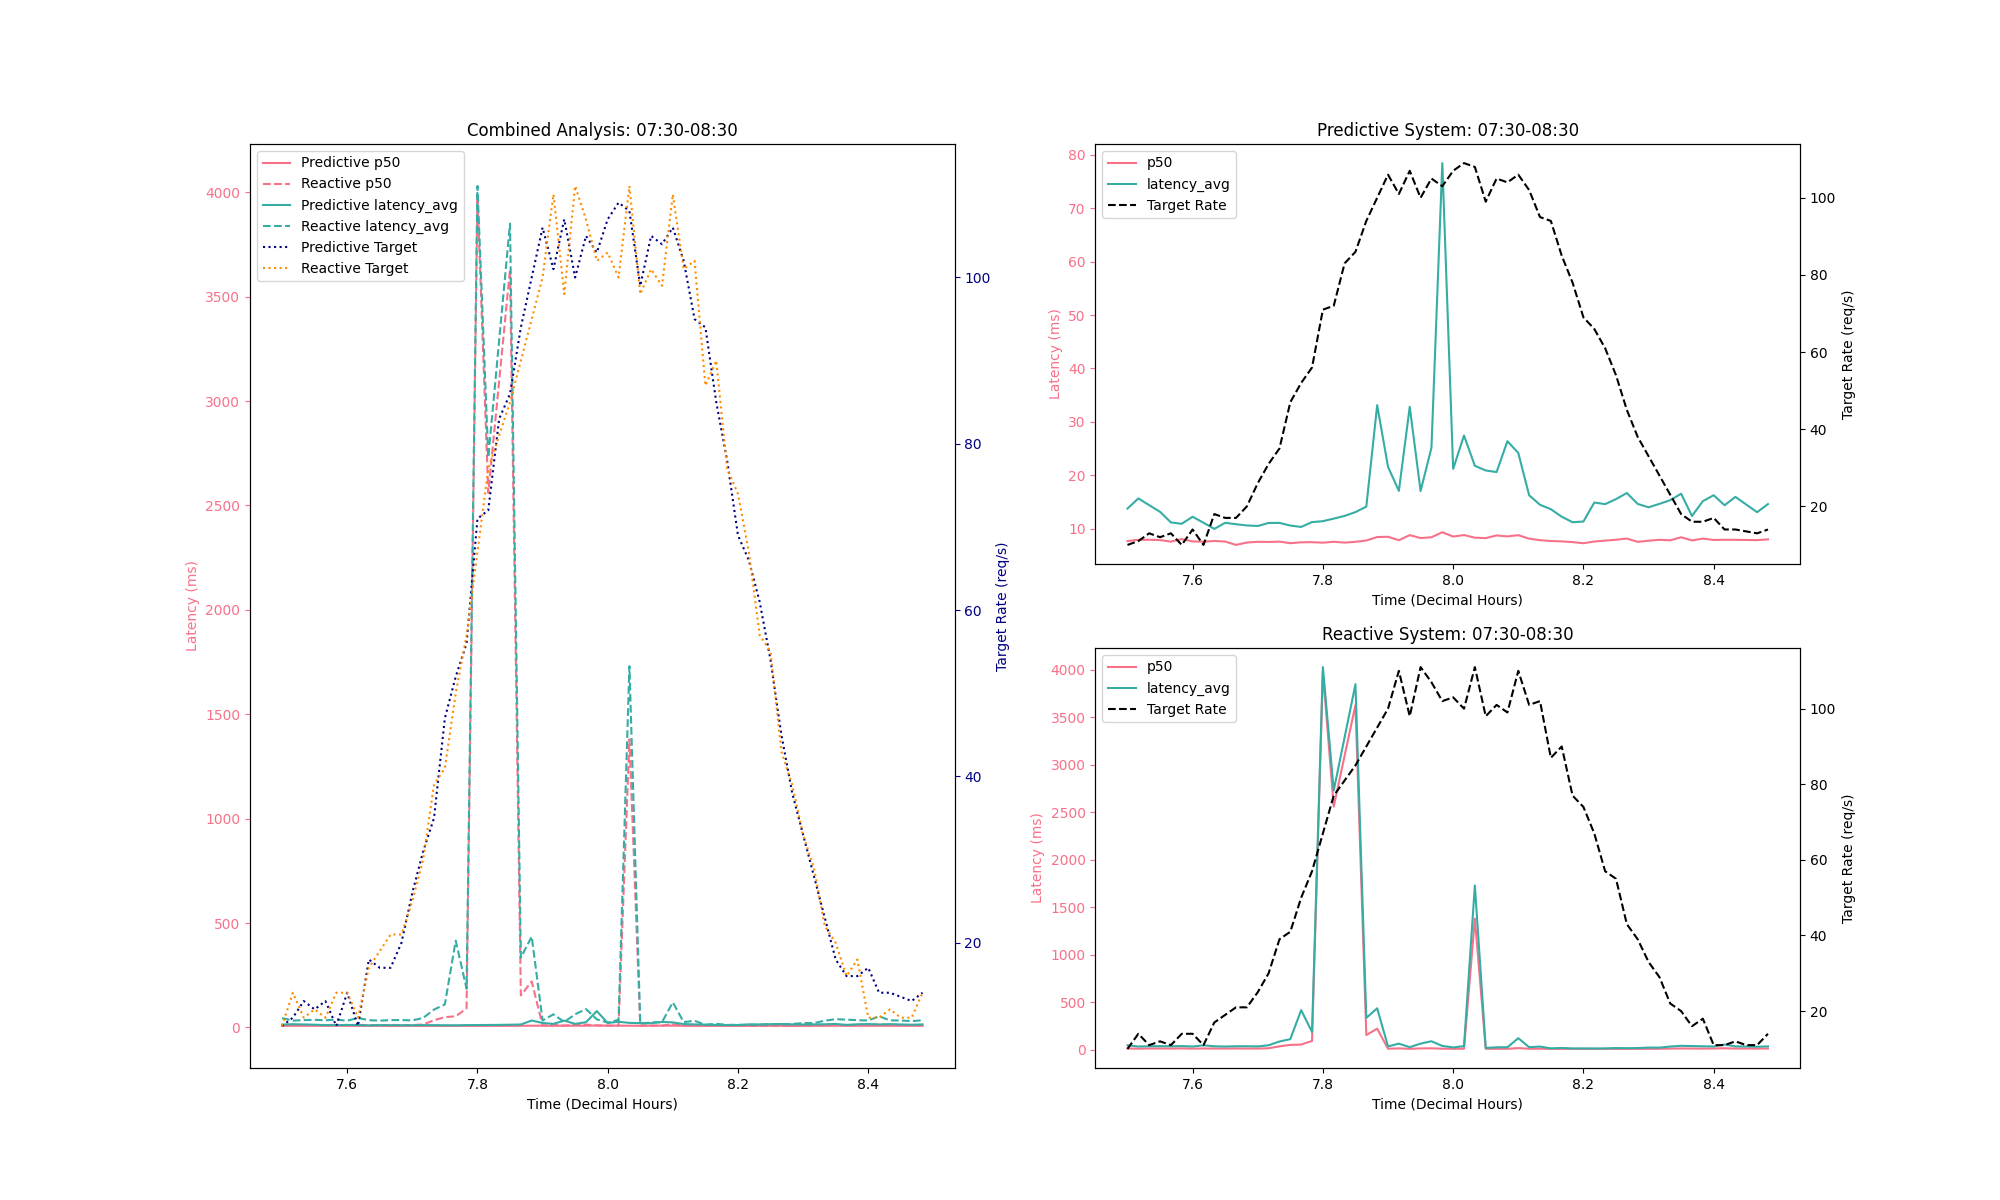 Combined Analysis: 07:30-08:30
Predictive p50
Reactive p50
Predictive latency_avg
Reactive latency_avg
Predictive Target
Reactive Target
4000
3500
3000
2500
2000
1500
1000
500
0
Latency (ms)
100
80
60
40
20
Target Rate (req/s)
7.6 7.8 8.0 8.2 8.4
Time (Decimal Hours)
Predictive System: 07:30-08:30
p50
latency_avg
Target Rate
80
70
60
50
40
30
20
10
Latency (ms)
100
80
60
40
20
Target Rate (req/s)
7.6 7.8 8.0 8.2 8.4
Time (Decimal Hours)
Reactive System: 07:30-08:30
p50
latency_avg
Target Rate
4000
3500
3000
2500
2000
1500
1000
500
0
Latency (ms)
100
80
60
40
20
Target Rate (req/s)
7.6 7.8 8.0 8.2 8.4
Time (Decimal Hours)